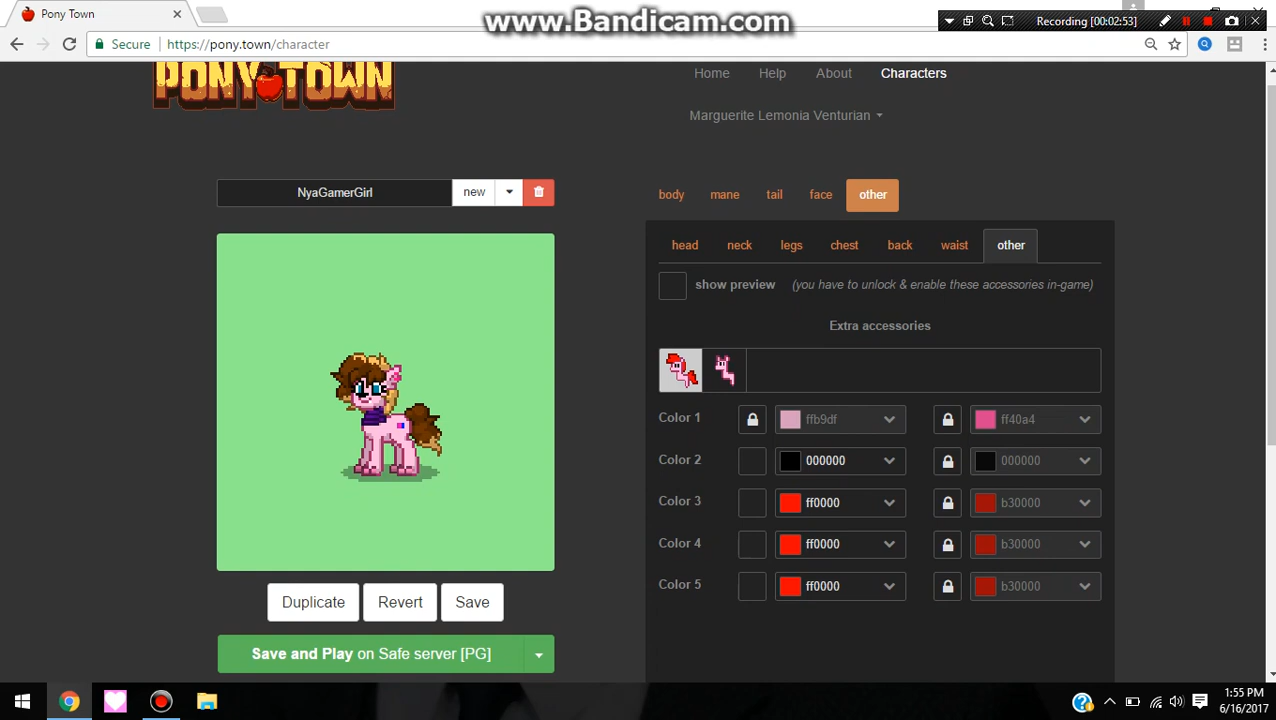 Pony Town
www.Bandicam.com
Recording [00:02:53]
Secure https://pony.town/character
PONY TOWN
Home Help About Characters
Marguerite Lemonia Venturian
NyaGamerGirl new
body mane tail face other
head neck legs chest back waist other
show preview (you have to unlock & enable these accessories in-game)
Extra accessories
Color 1 ffb9df ff40a4
Color 2 000000 000000
Color 3 ff0000 b30000
Color 4 ff0000 b30000
Color 5 ff0000 b30000
Duplicate Revert Save
Save and Play on Safe server [PG]
1:55 PM
6/16/2017